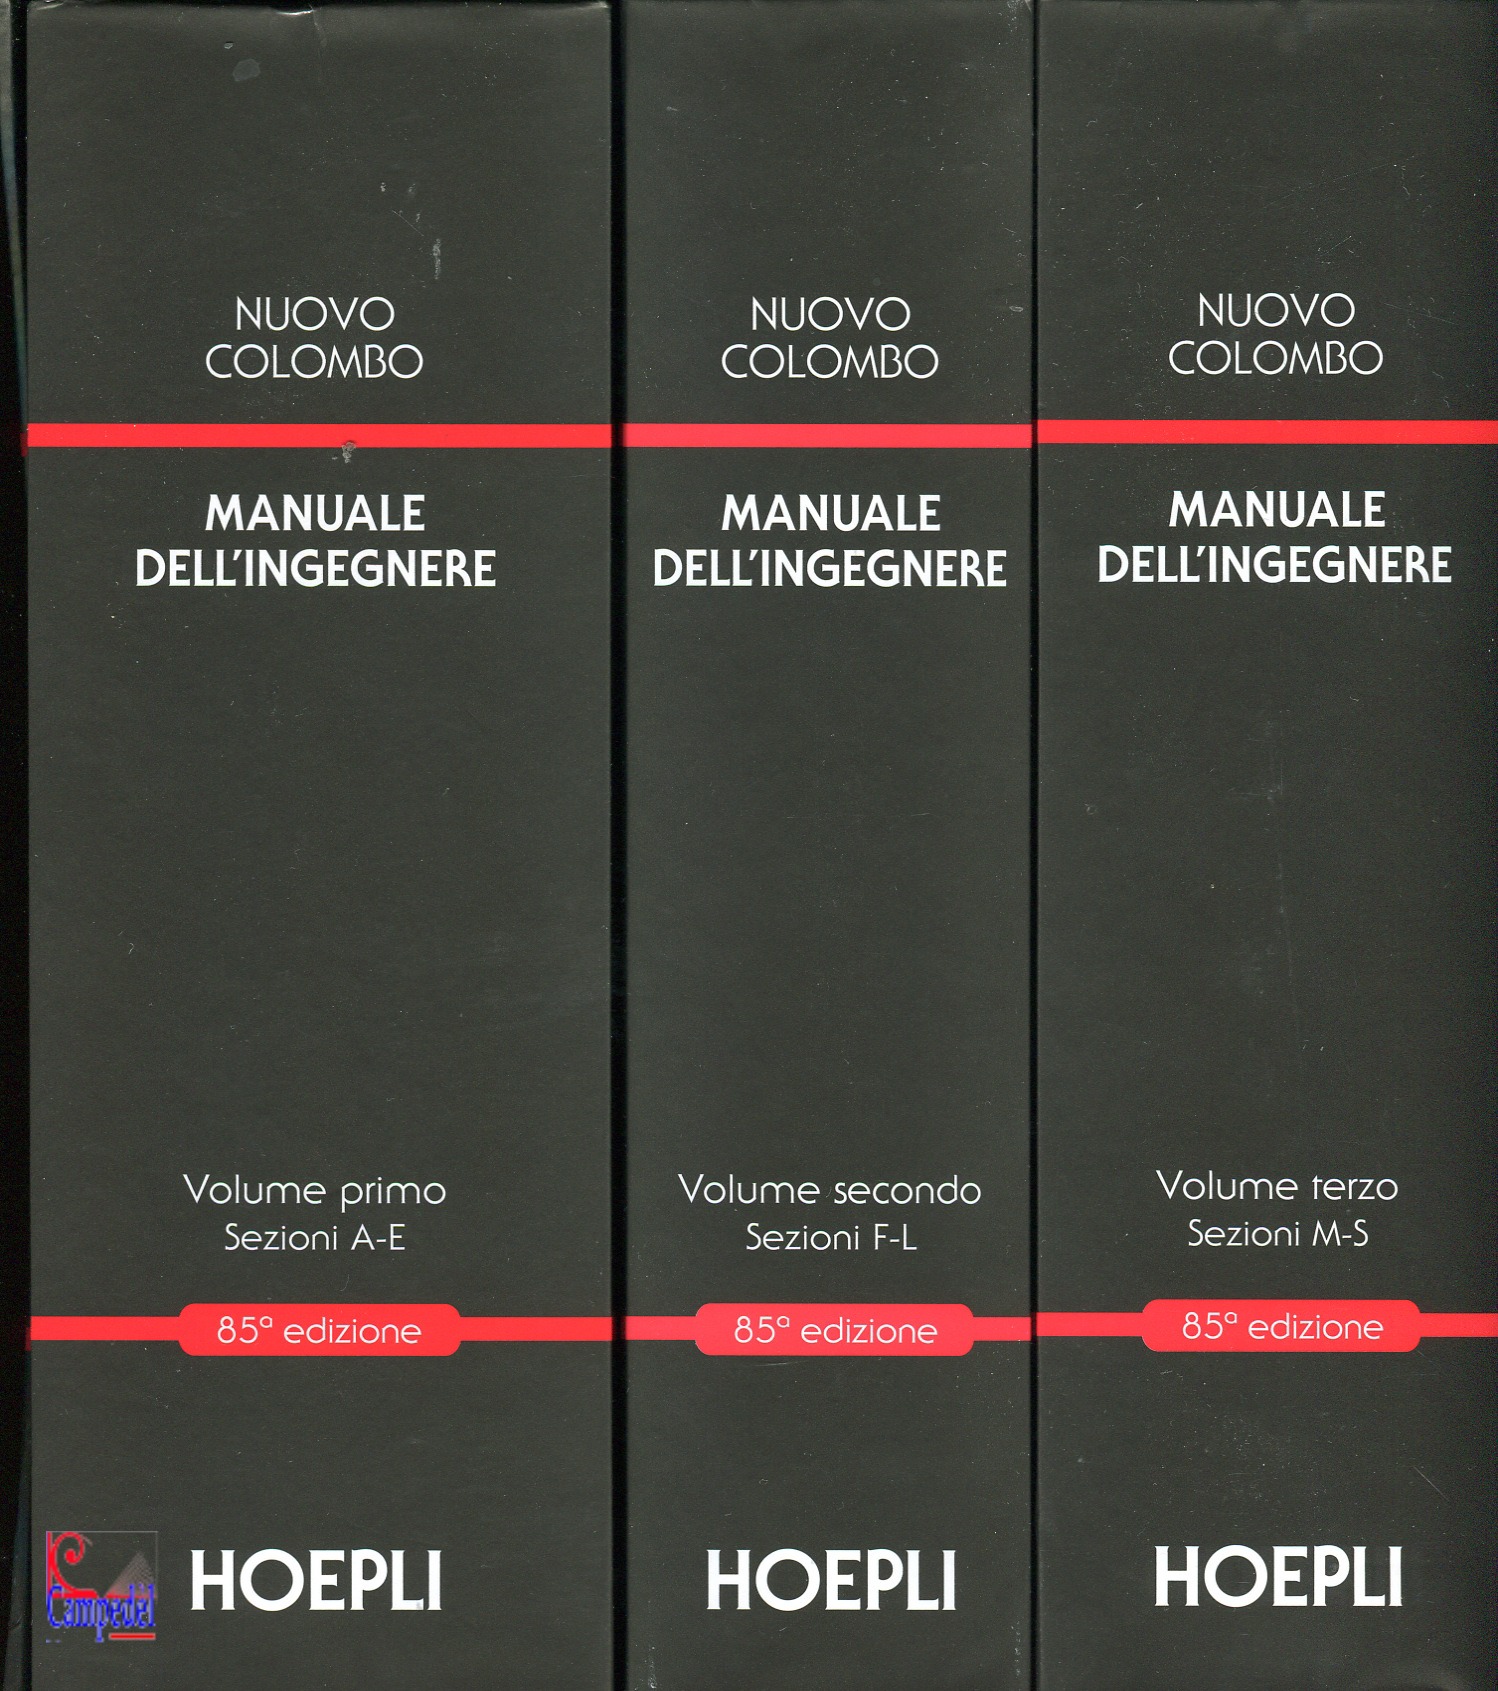 NUOVO
COLOMBO
MANUALE
DELL'INGEGNERE
Volume primo
Sezioni A-E
85ª edizione
HOEPLI
Campedèl
NUOVO
COLOMBO
MANUALE
DELL'INGEGNERE
Volume secondo
Sezioni F-L
85ª edizione
HOEPLI
NUOVO
COLOMBO
MANUALE
DELL'INGEGNERE
Volume terzo
Sezioni M-S
85ª edizione
HOEPLI